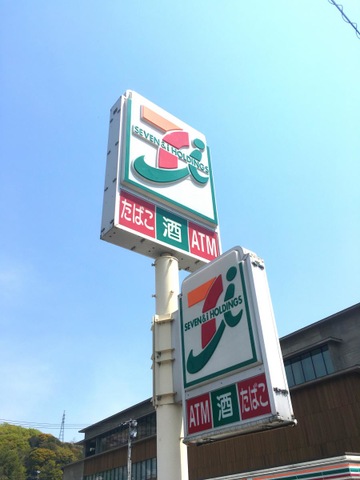 SEVEN & I HOLDINGS
たばこ 酒 ATM
SEVEN & I HOLDINGS
ATM 酒 たばこ